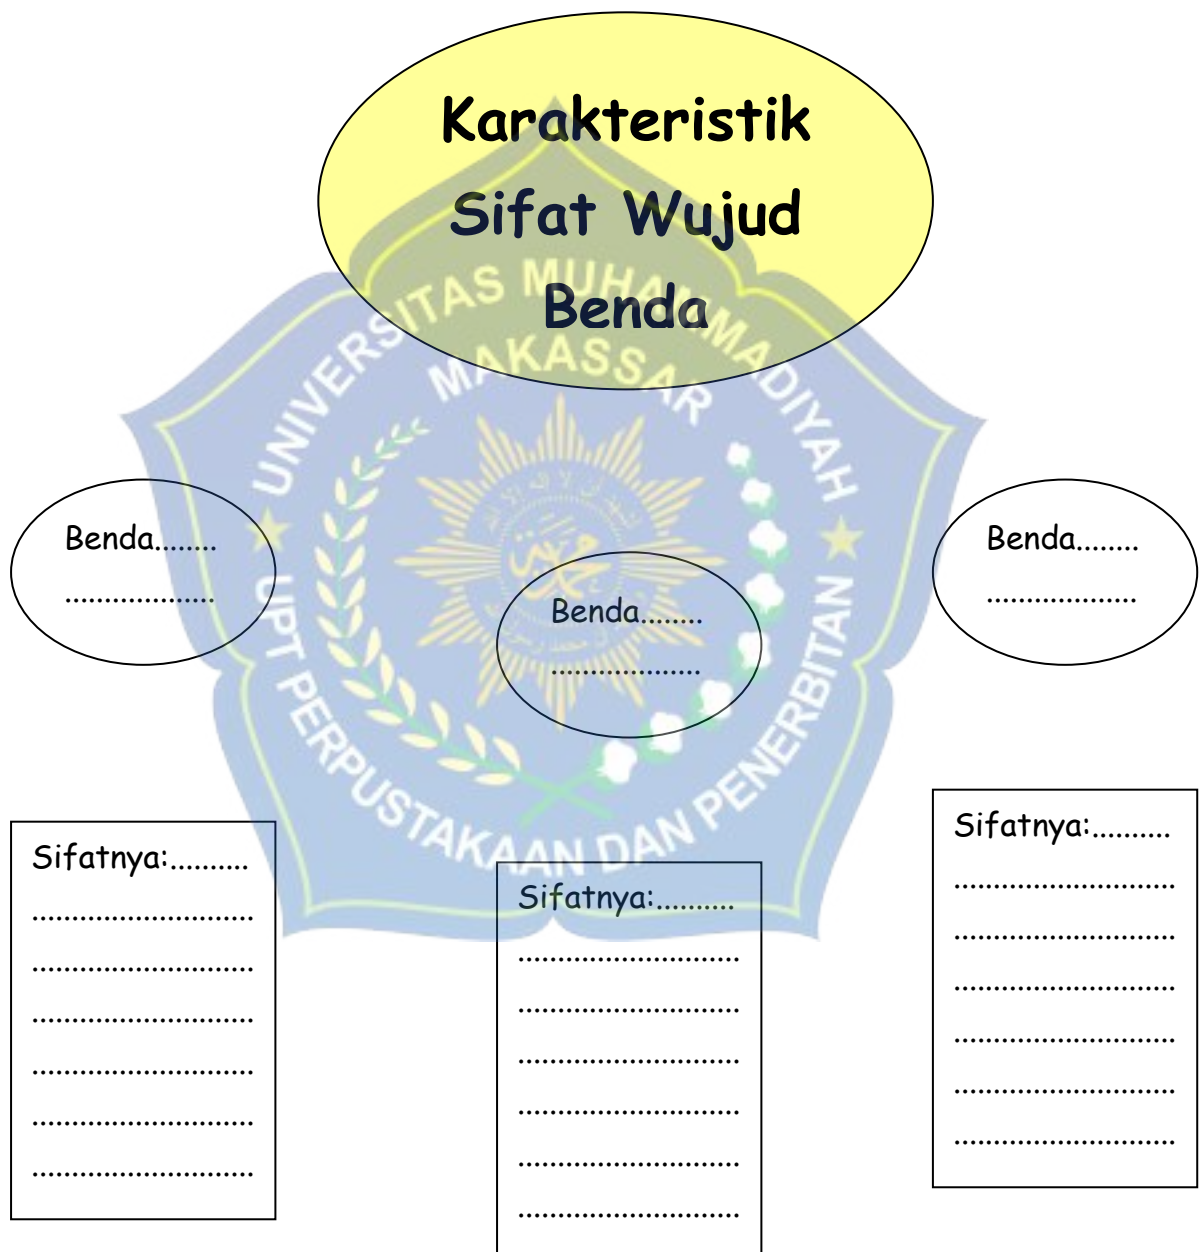 Karakteristik
Sifat Wujud
Benda
UNIVERSITAS MUHAMMADIYAH
MAKASSAR
UPT PERPUSTAKAAN DAN PENERBITAN
Benda........
...................
Benda........
...................
Benda........
...................
Sifatnya:..........
............................
............................
............................
............................
............................
............................
Sifatnya:..........
............................
............................
............................
............................
............................
............................
Sifatnya:..........
............................
............................
............................
............................
............................
............................